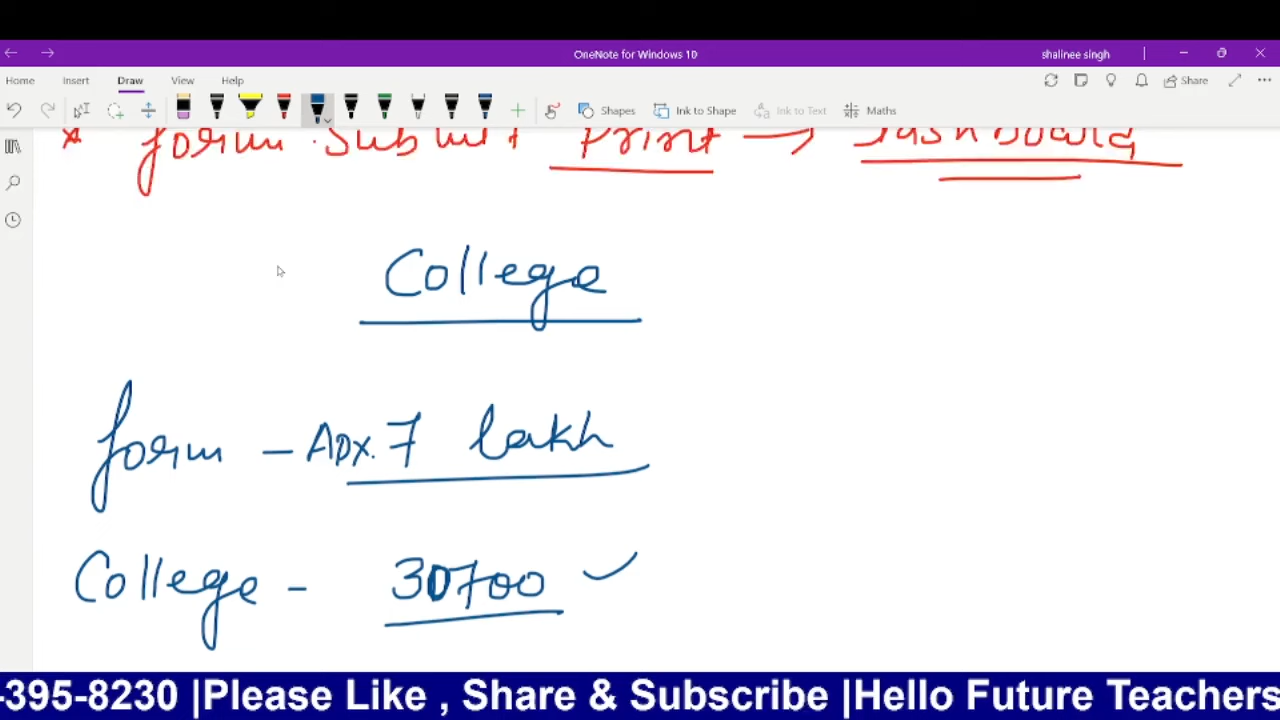 OneNote for Windows 10
shalinee singh
Home Insert Draw View Help
Share
Shapes Ink to Shape Ink to Text Maths
* form. Submit Print → Dashboard
College
form - Apx. 7 lakh
College - 30700 ✓
-395-8230 |Please Like , Share & Subscribe |Hello Future Teachers